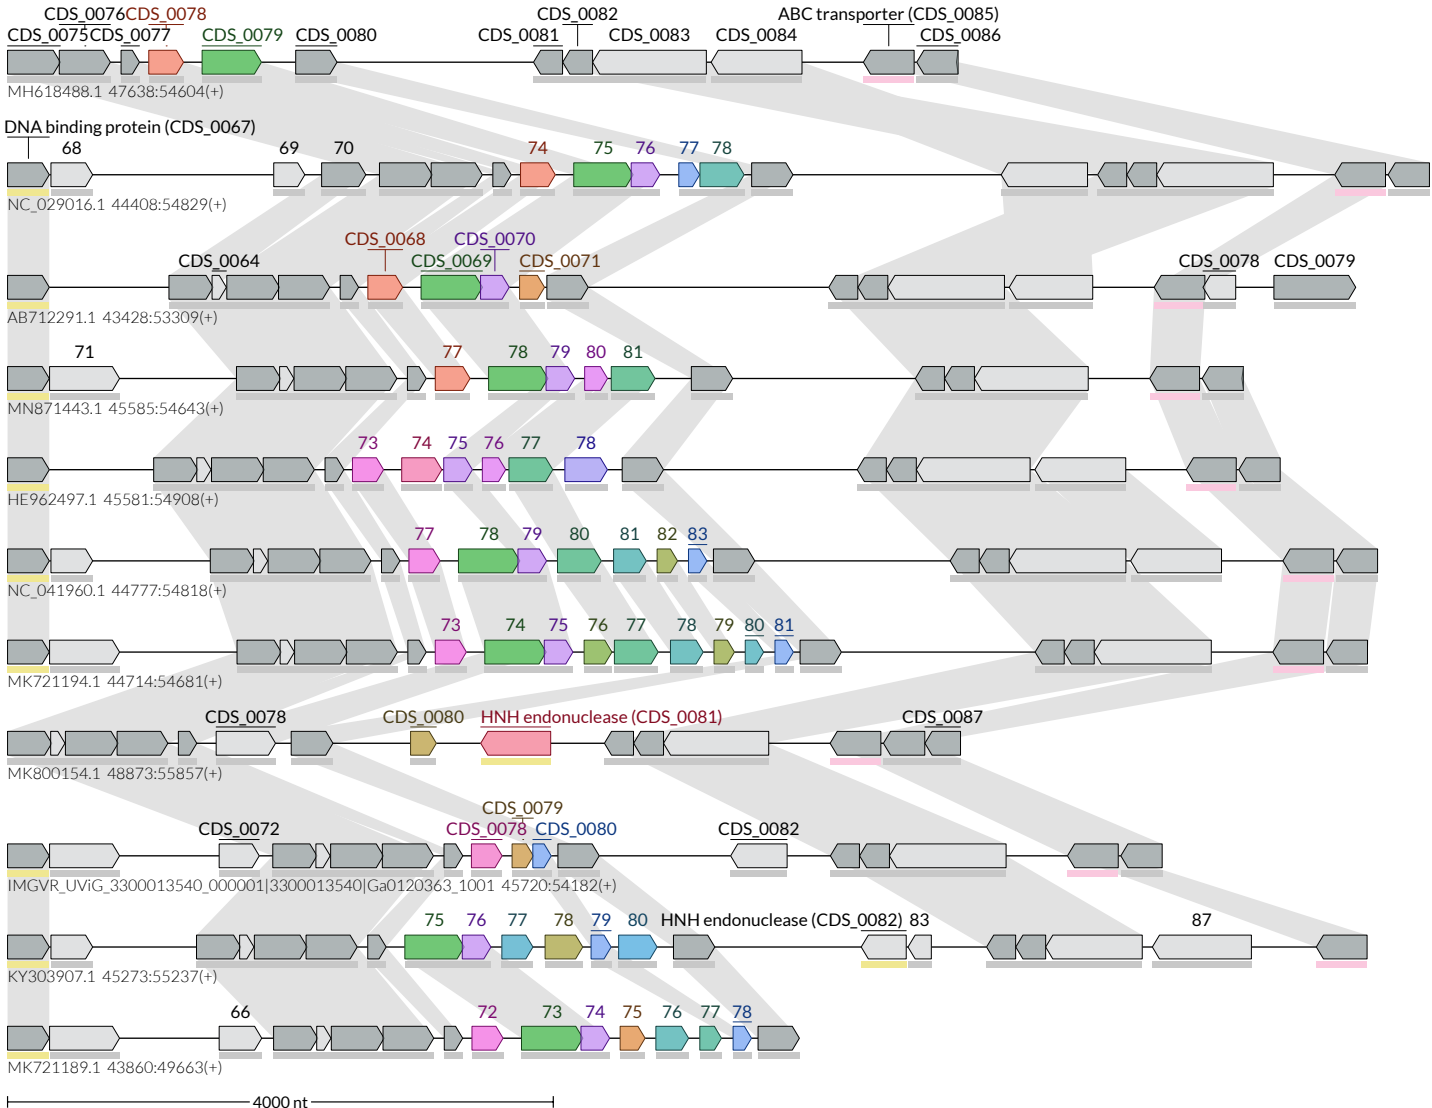 CDS_0076 CDS_0078 CDS_0082 ABC transporter (CDS_0085)
CDS_0075 CDS_0077 CDS_0079 CDS_0080 CDS_0081 CDS_0083 CDS_0084 CDS_0086
MH618488.1 47638:54604(+)
DNA binding protein (CDS_0067)
68 69 70 74 75 76 77 78
NC_029016.1 44408:54829(+)
CDS_0068 CDS_0070
CDS_0064 CDS_0069 CDS_0071 CDS_0078 CDS_0079
AB712291.1 43428:53309(+)
71 77 78 79 80 81
MN871443.1 45585:54643(+)
73 74 75 76 77 78
HE962497.1 45581:54908(+)
77 78 79 80 81 82 83
NC_041960.1 44777:54818(+)
73 74 75 76 77 78 79 80 81
MK721194.1 44714:54681(+)
CDS_0078 CDS_0080 HNH endonuclease (CDS_0081) CDS_0087
MK800154.1 48873:55857(+)
CDS_0079
CDS_0072 CDS_0078 CDS_0080 CDS_0082
IMGVR_UViG_3300013540_000001|3300013540|Ga0120363_1001 45720:54182(+)
75 76 77 78 79 80 HNH endonuclease (CDS_0082) 83 87
KY303907.1 45273:55237(+)
66 72 73 74 75 76 77 78
MK721189.1 43860:49663(+)
4000 nt